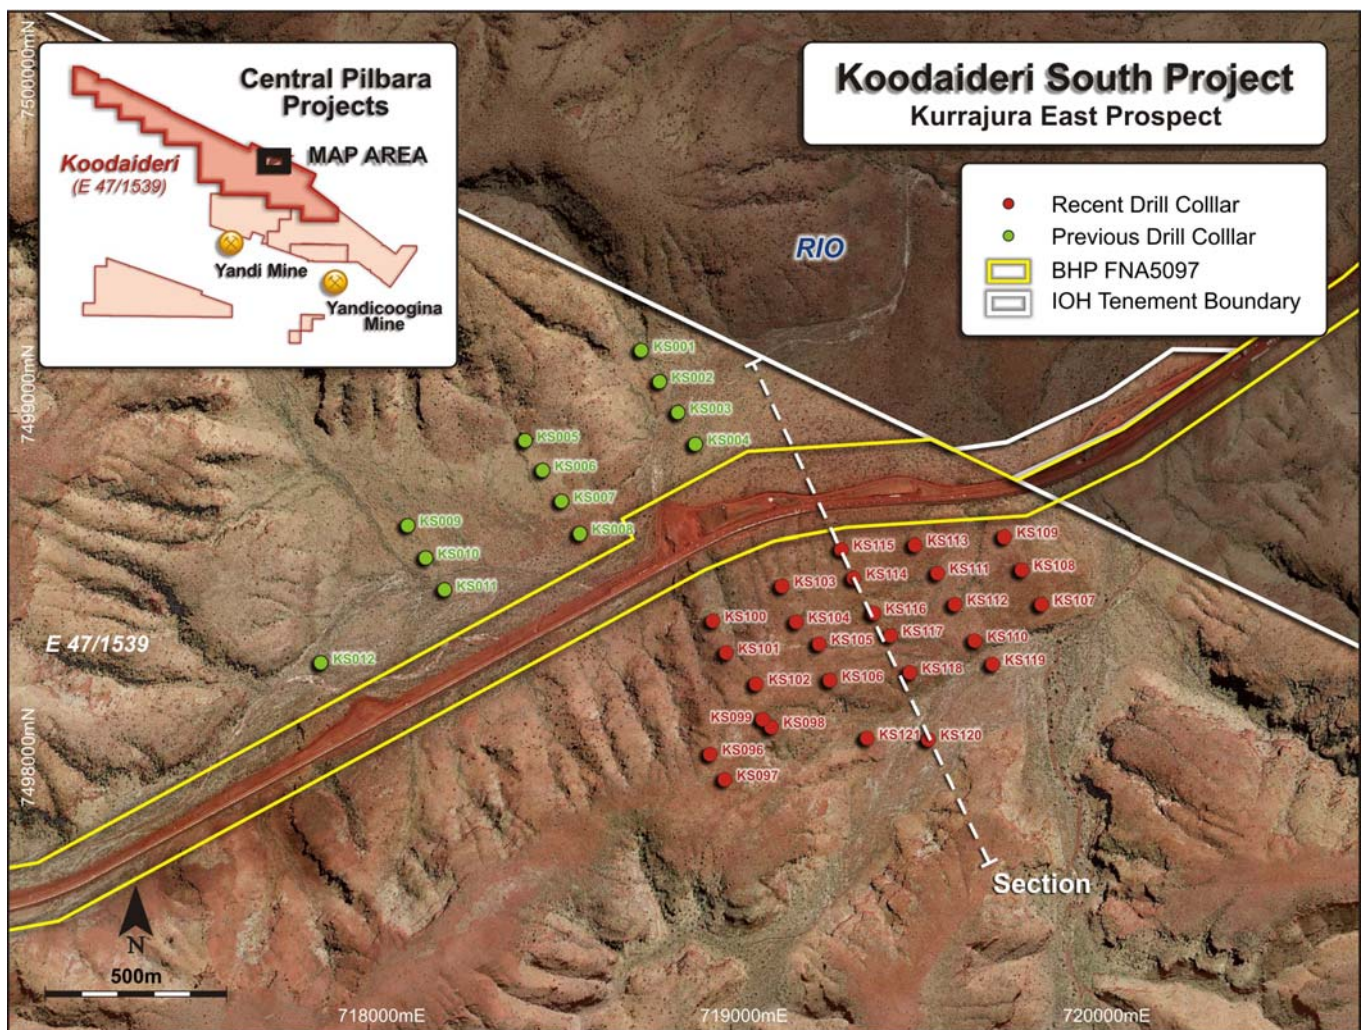 7500000mN
7499000mN
7498000mN
Central Pilbara
Projects
Koodaideri
(E 47/1539)
MAP AREA
Yandi Mine
Yandicoogina
Mine
Koodaideri South Project
Kurrajura East Prospect
Recent Drill Colllar
Previous Drill Colllar
BHP FNA5097
IOH Tenement Boundary
RIO
KS001
KS002
KS003
KS004
KS005
KS006
KS007
KS008
KS009
KS010
KS011
KS012
E 47/1539
KS109
KS113
KS115
KS108
KS111
KS114
KS103
KS107
KS112
KS116
KS100
KS104
KS117
KS110
KS105
KS101
KS119
KS118
KS106
KS102
KS099
KS098
KS121
KS120
KS096
KS097
Section
N
500m
718000mE
719000mE
720000mE